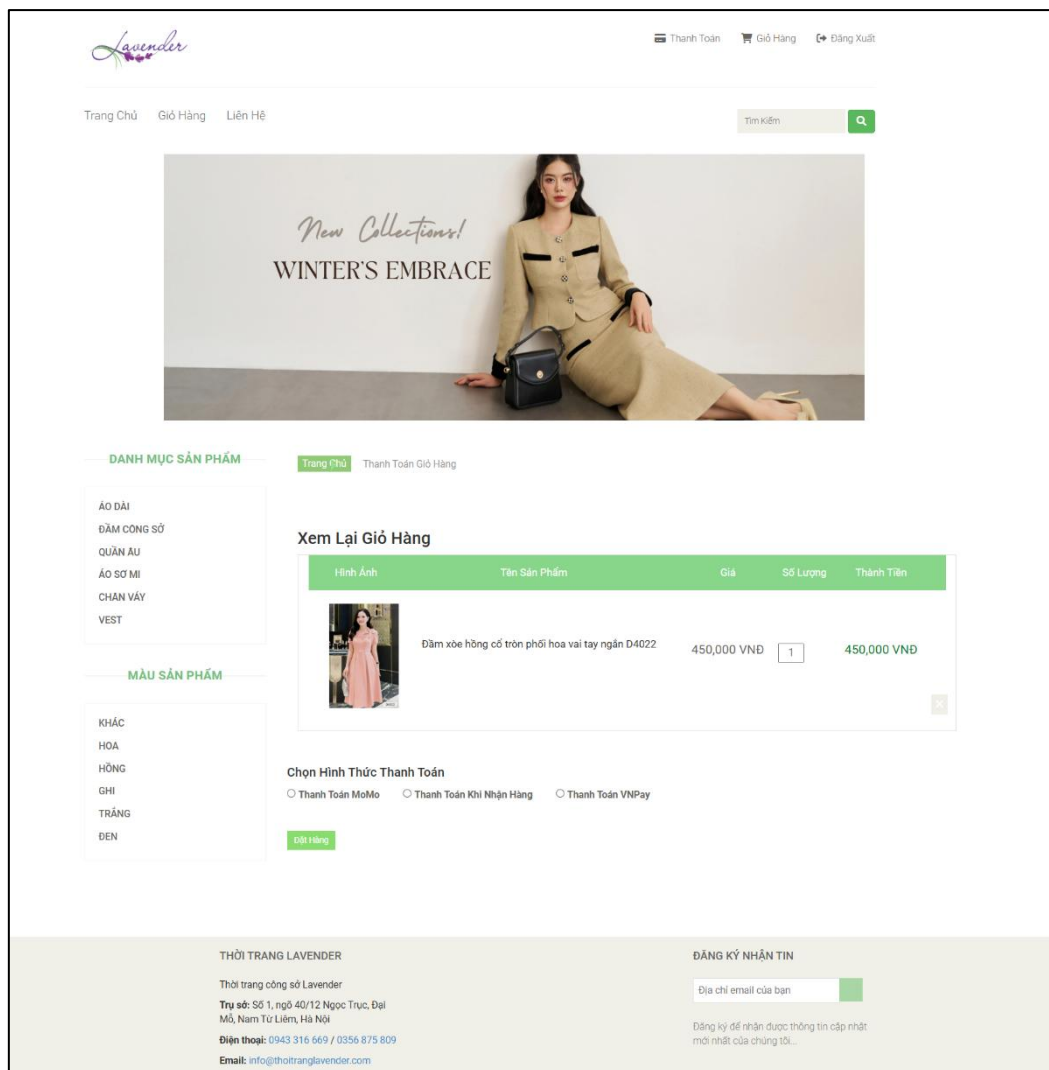 Lavender
Thanh Toán Giỏ Hàng Đăng Xuất
Trang Chủ Giỏ Hàng Liên Hệ
Tìm Kiếm
New Collections!
WINTER'S EMBRACE
DANH MỤC SẢN PHẨM
Trang Chủ Thanh Toán Giỏ Hàng
ÁO DÀI
ĐẦM CÔNG SỞ
QUẦN ÂU
ÁO SƠ MI
CHÂN VÁY
VEST
Xem Lại Giỏ Hàng
Hình Ảnh Tên Sản Phẩm Giá Số Lượng Thành Tiền
Đầm xòe hồng cổ tròn phối hoa vai tay ngắn D4022 450,000 VNĐ 1 450,000 VNĐ
MÀU SẢN PHẨM
KHÁC
HOA
HỒNG
GHI
TRẮNG
ĐEN
Chọn Hình Thức Thanh Toán
Thanh Toán MoMo Thanh Toán Khi Nhận Hàng Thanh Toán VNPay
Đặt Hàng
THỜI TRANG LAVENDER
Thời trang công sở Lavender
Trụ sở: Số 1, ngõ 40/12 Ngọc Trục, Đại
Mỗ, Nam Từ Liêm, Hà Nội
Điện thoại: 0943 316 669 / 0356 875 809
Email: info@thoitranglavender.com
ĐĂNG KÝ NHẬN TIN
Địa chỉ email của bạn
Đăng ký để nhận được thông tin cập nhật
mới nhất của chúng tôi...